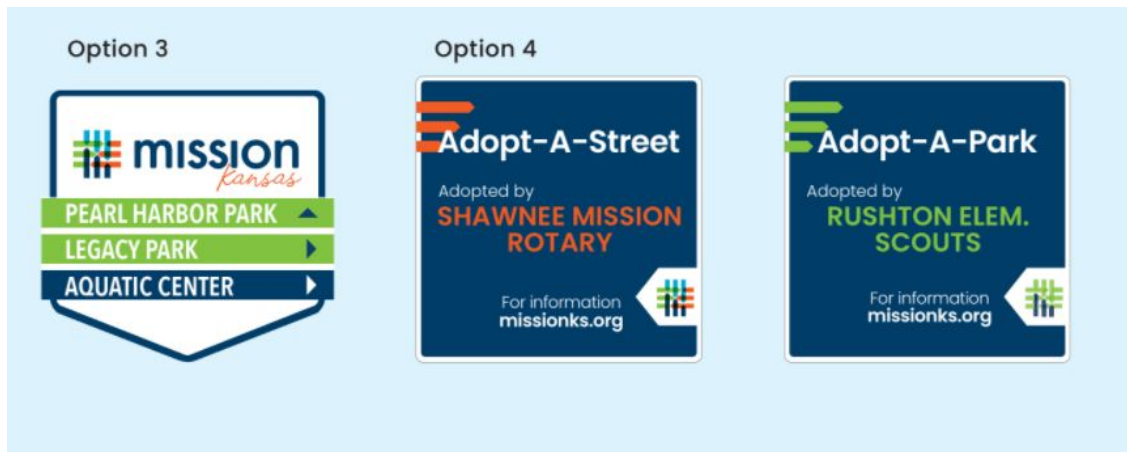 Option 3
mission
Kansas
PEARL HARBOR PARK
LEGACY PARK
AQUATIC CENTER
Option 4
Adopt-A-Street
Adopted by
SHAWNEE MISSION
ROTARY
For information
missionks.org
Adopt-A-Park
Adopted by
RUSHTON ELEM.
SCOUTS
For information
missionks.org